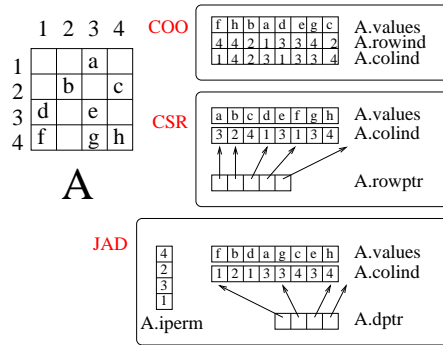 1 2 3 4
1 a
2 b c
3 d e
4 f g h
A
COO
f h b a d e g c A.values
4 4 2 1 3 3 4 2 A.rowind
1 4 2 3 1 3 3 4 A.colind
CSR
a b c d e f g h A.values
3 2 4 1 3 1 3 4 A.colind
A.rowptr
JAD
4
2
3
1
A.iperm
f b d a g c e h A.values
1 2 1 3 3 4 3 4 A.colind
A.dptr